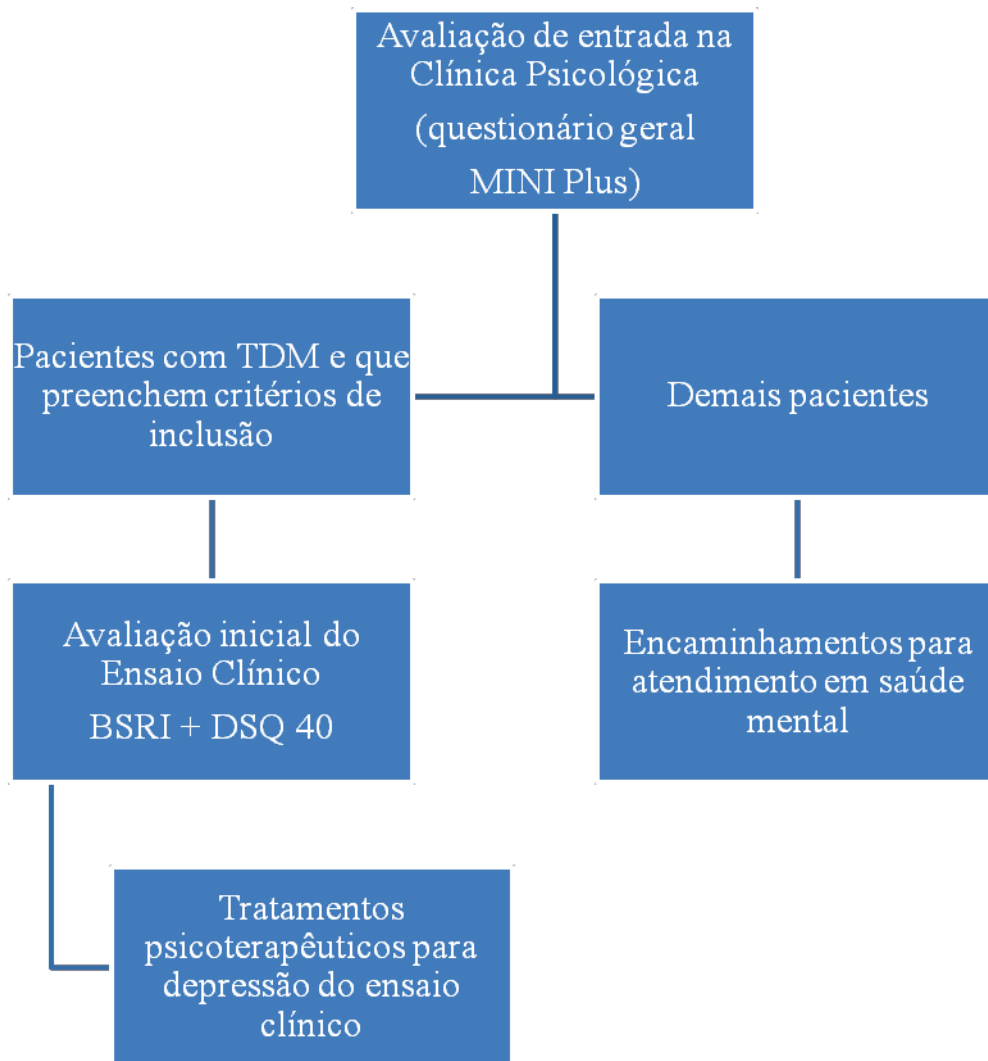 Avaliação de entrada na
Clínica Psicológica
(questionário geral
MINI Plus)
Pacientes com TDM e que
preenchem critérios de
inclusão
Demais pacientes
Avaliação inicial do
Ensaio Clínico
BSRI + DSQ 40
Encaminhamentos para
atendimento em saúde
mental
Tratamentos
psicoterapêuticos para
depressão do ensaio
clínico